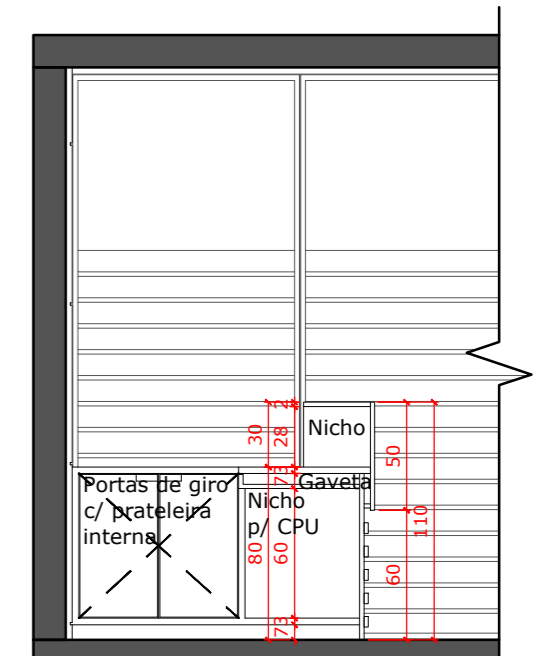 2
30
28
Nicho
50
3
7
Gaveta
Portas de giro
c/ prateleira
interna
Nicho
p/ CPU
80
60
110
60
3
7